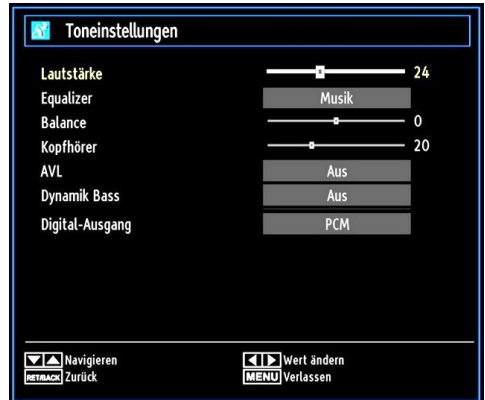 Toneinstellungen
Lautstärke 24
Equalizer Musik
Balance 0
Kopfhörer 20
AVL Aus
Dynamik Bass Aus
Digital-Ausgang PCM
Navigieren Wert ändern
RET/BACK Zurück MENU Verlassen